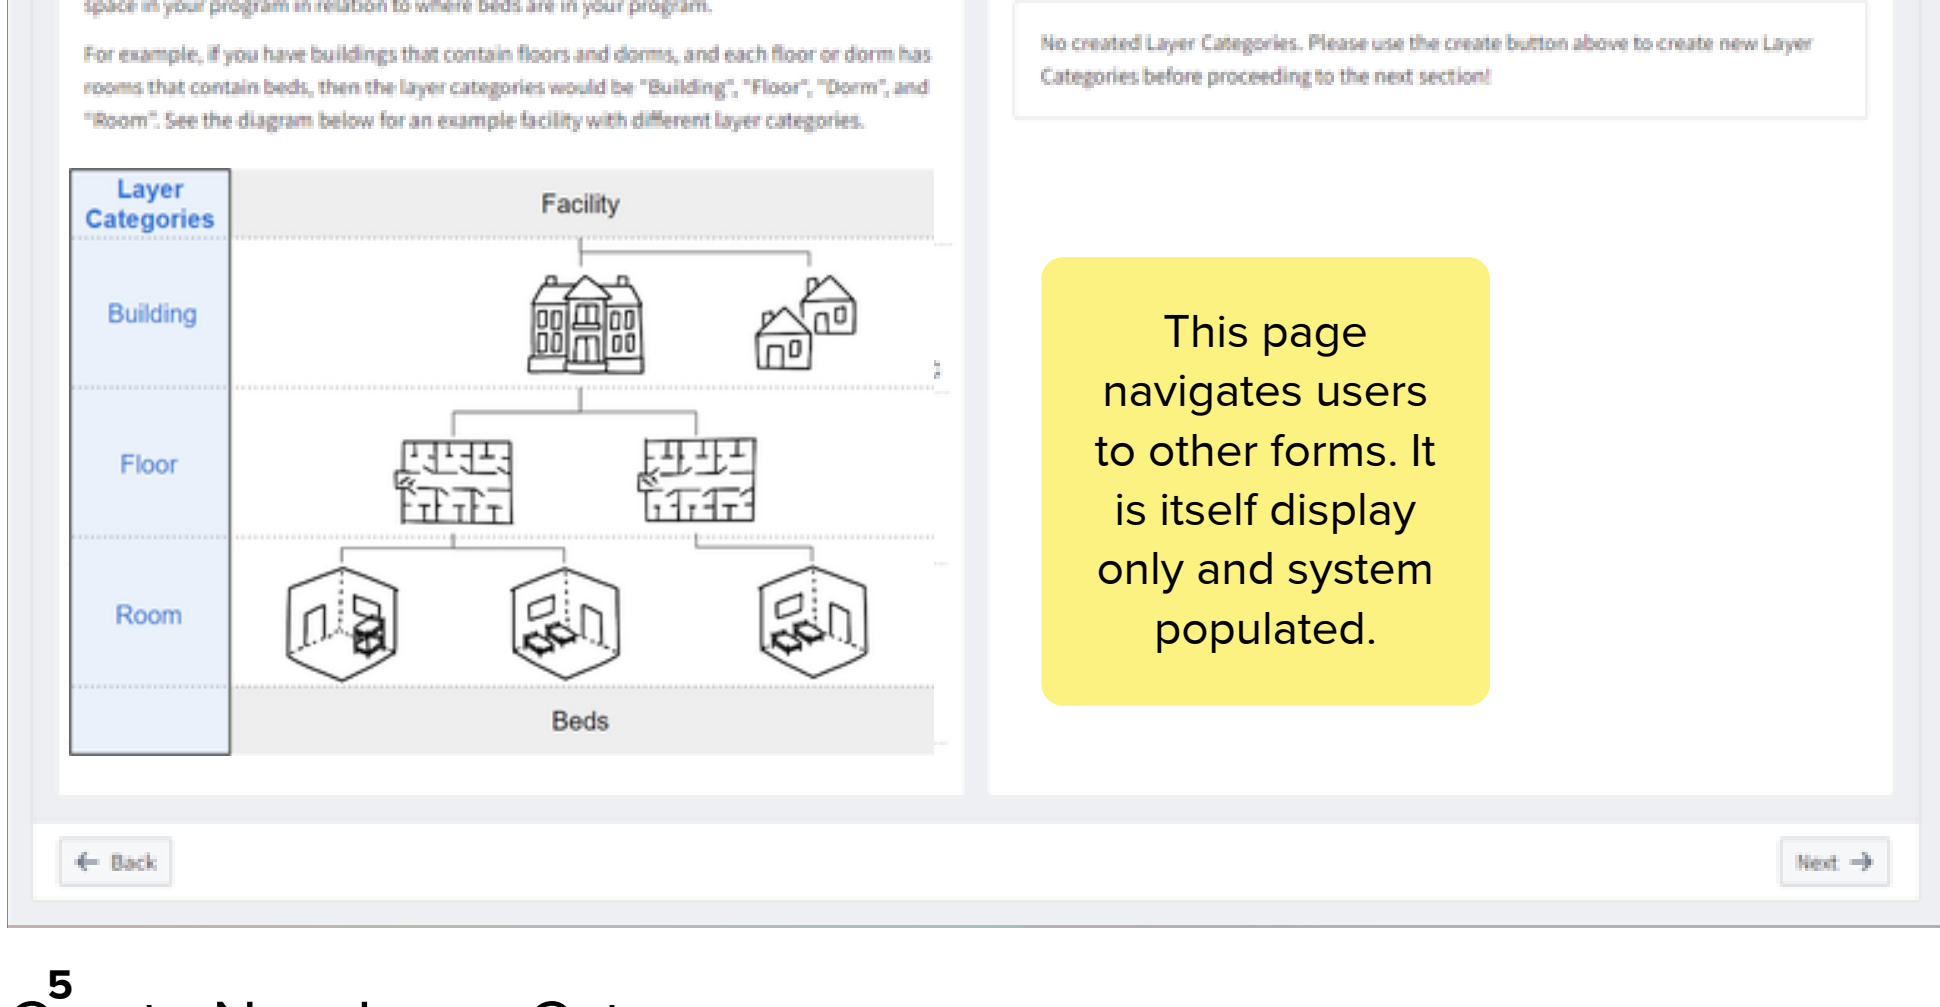 space in your program in relation to where beds are in your program.
For example, if you have buildings that contain floors and dorms, and each floor or dorm has
rooms that contain beds, then the layer categories would be "Building", "Floor", "Dorm", and
"Room". See the diagram below for an example facility with different layer categories.
Layer
Categories
Facility
Building
Floor
Room
Beds
No created Layer Categories. Please use the create button above to create new Layer
Categories before proceeding to the next section!
This page
navigates users
to other forms. It
is itself display
only and system
populated.
← Back
Next →
5